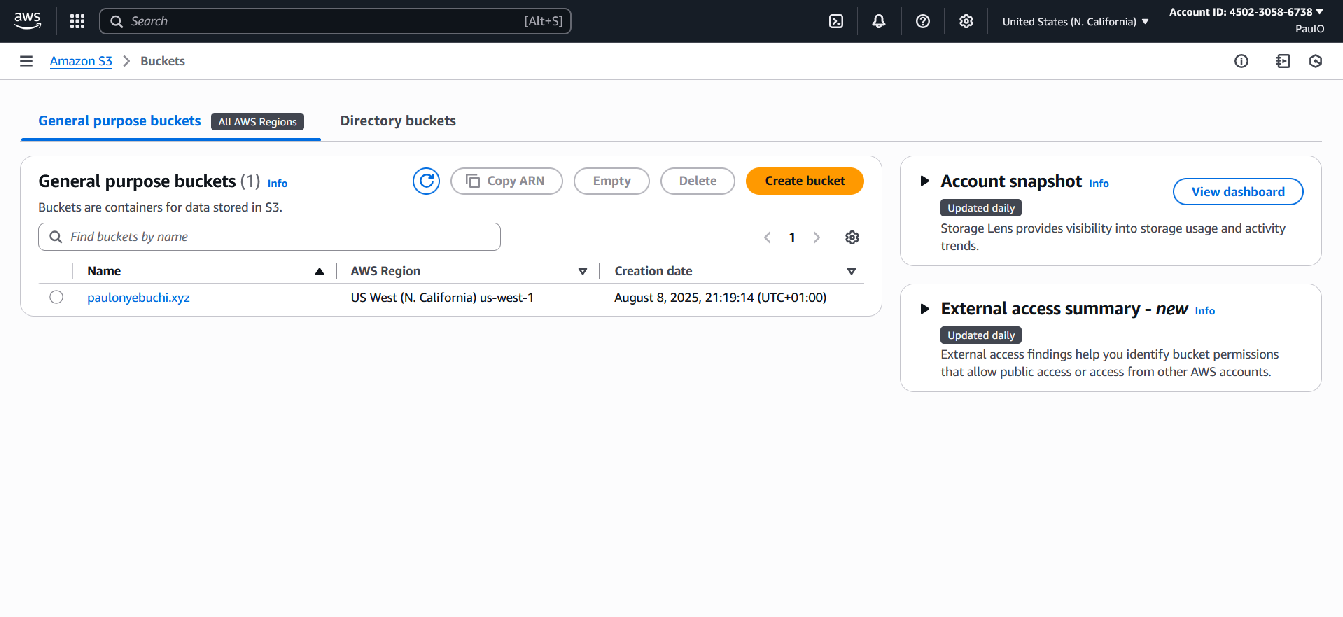 aws
Search [Alt+S]
United States (N. California)
Account ID: 4502-3058-6738
PaulO
Amazon S3 > Buckets
General purpose buckets All AWS Regions
Directory buckets
General purpose buckets (1) Info
Copy ARN
Empty
Delete
Create bucket
Buckets are containers for data stored in S3.
Find buckets by name
1
Name AWS Region Creation date
paulonyebuchi.xyz US West (N. California) us-west-1 August 8, 2025, 21:19:14 (UTC+01:00)
Account snapshot Info
View dashboard
Updated daily
Storage Lens provides visibility into storage usage and activity
trends.
External access summary - new Info
Updated daily
External access findings help you identify bucket permissions
that allow public access or access from other AWS accounts.